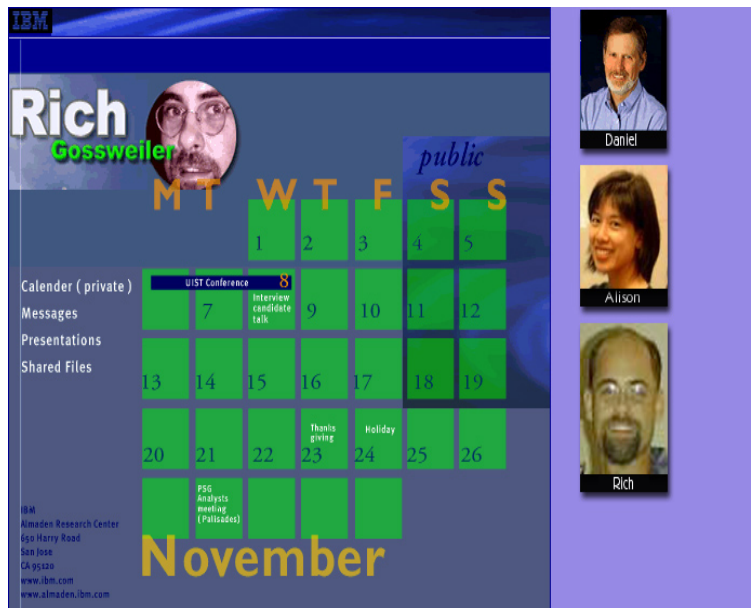 IBM
Rich
Gossweiler
public
M T W T F S S
1 2 3 4 5
UIST Conference 8
7 Interview candidate talk 9 10 11 12
13 14 15 16 17 18 19
Thanks giving Holiday
20 21 22 23 24 25 26
PSG
Analysts
meeting
(Palisades)
November
Calender ( private )
Messages
Presentations
Shared Files
IBM
Almaden Research Center
650 Harry Road
San Jose
CA 95120
www.ibm.com
www.almaden.ibm.com
Daniel
Alison
Rich